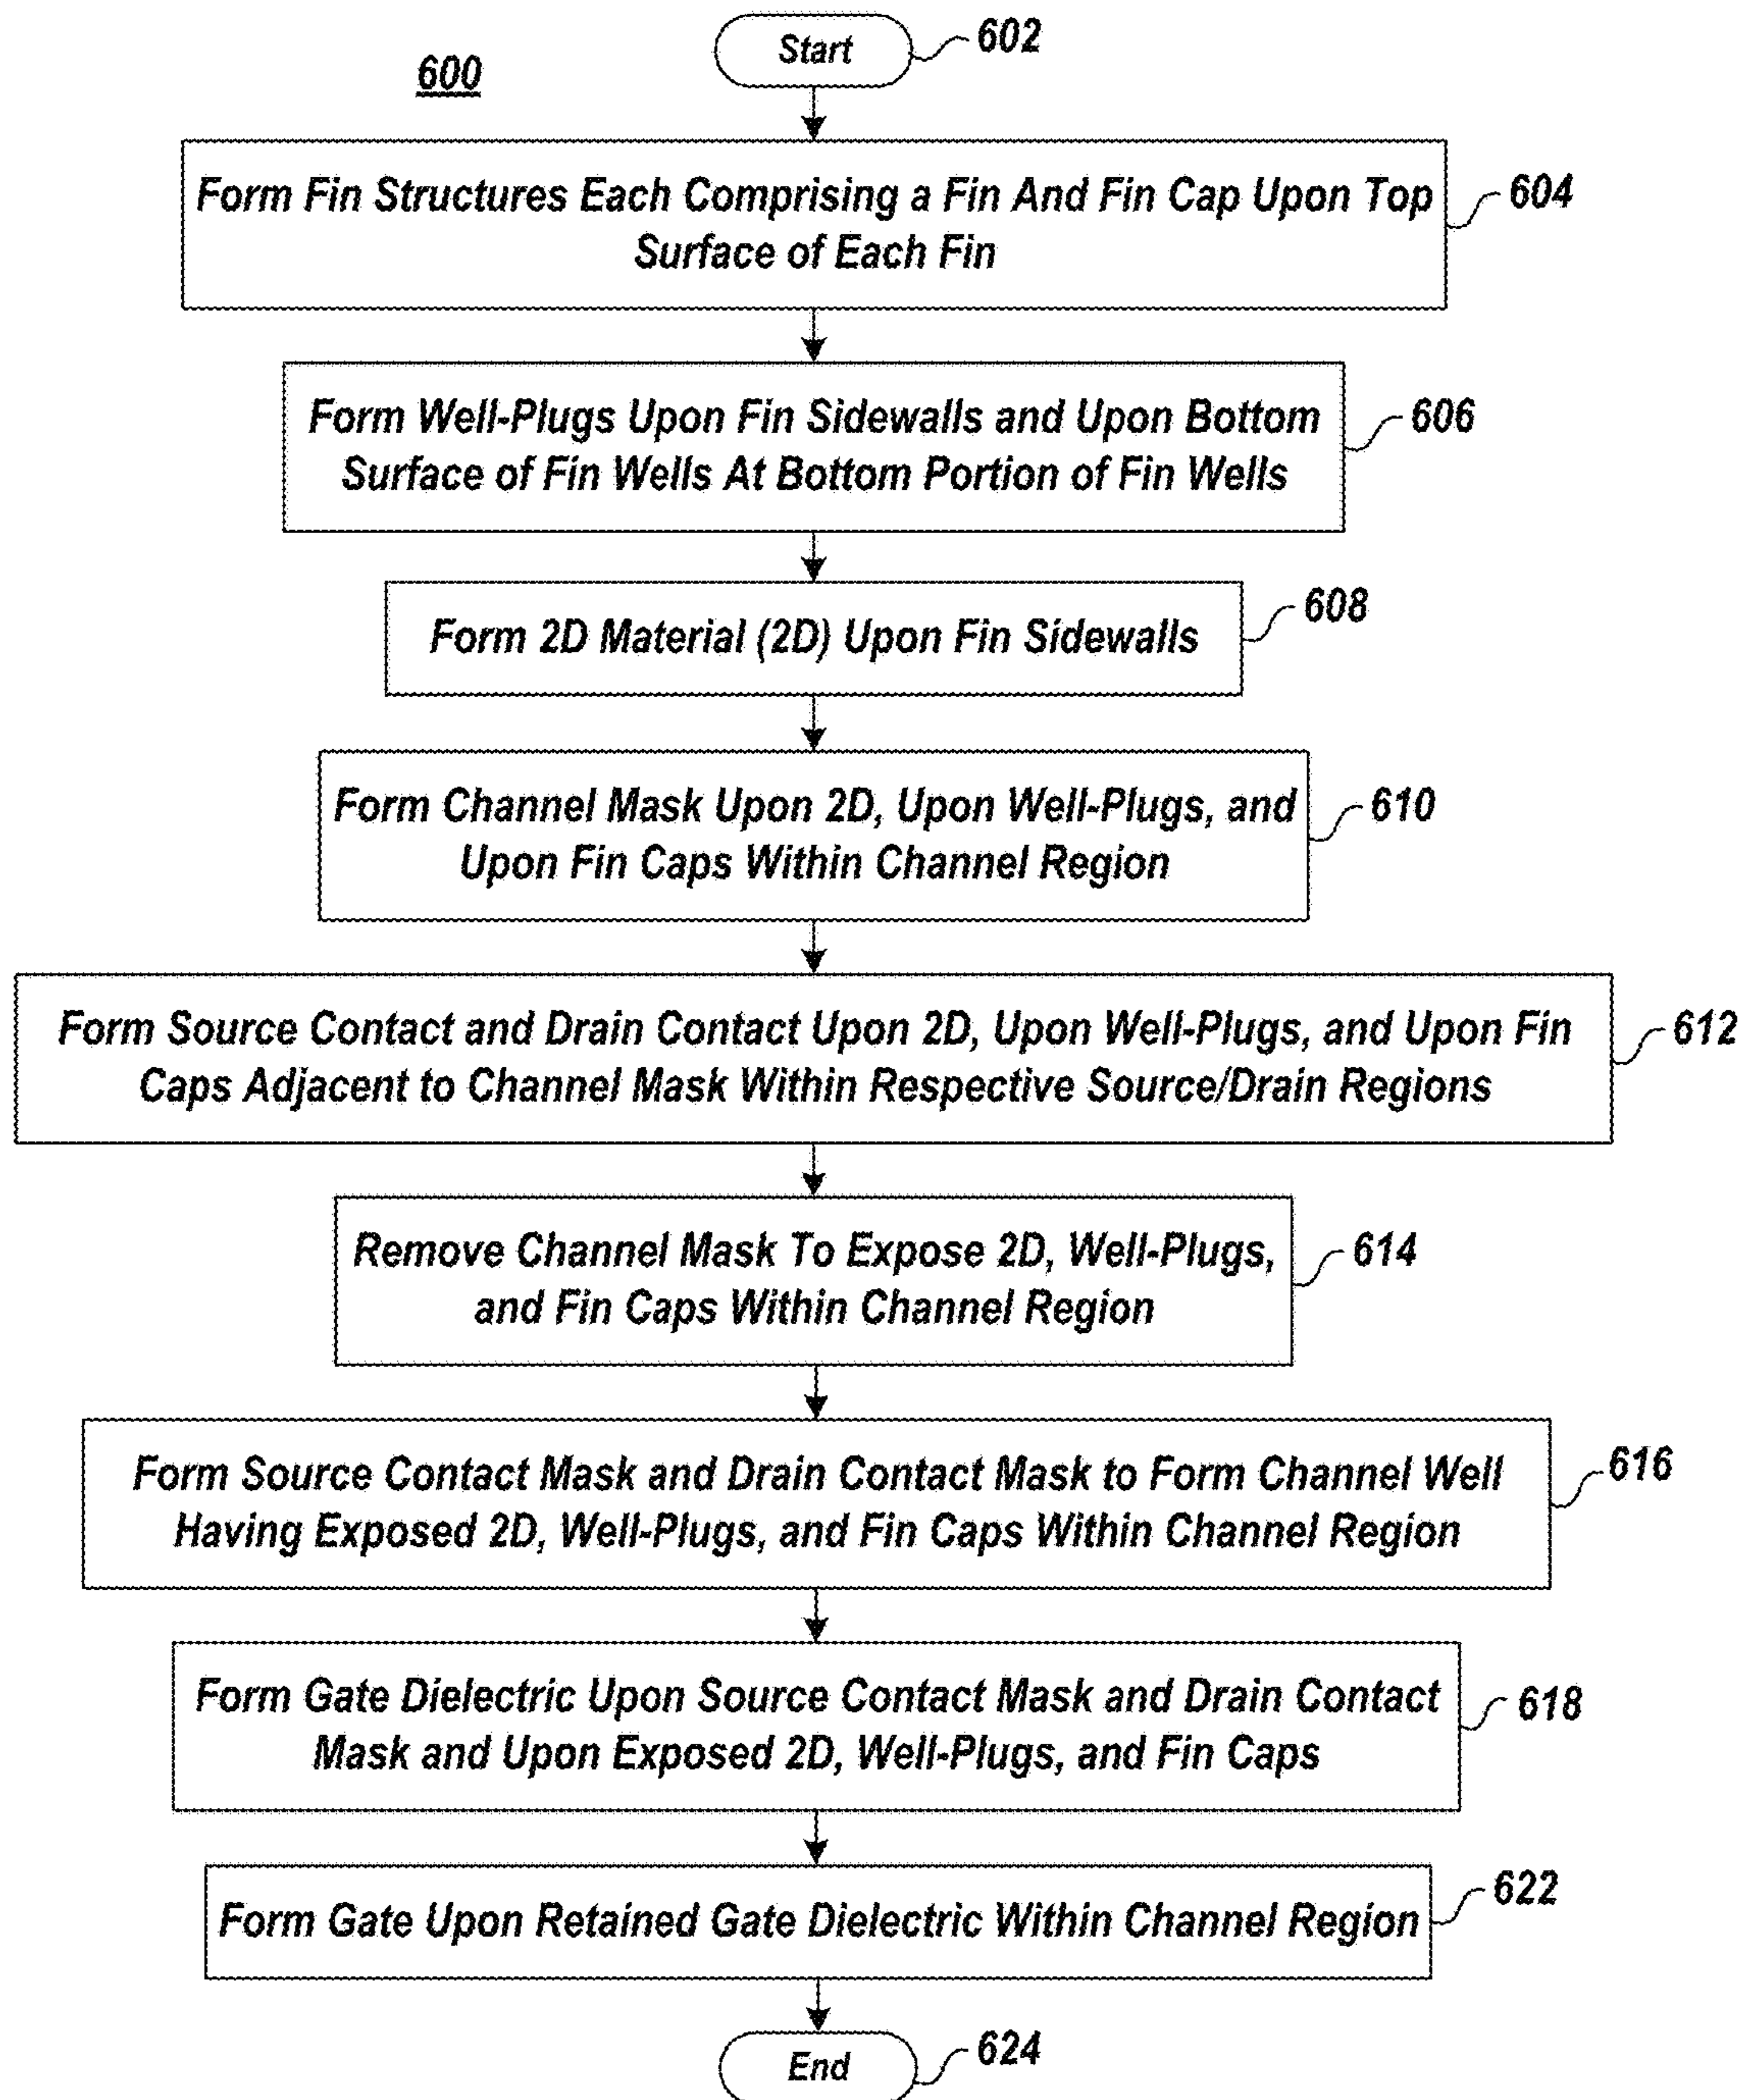 600
Start
602
Form Fin Structures Each Comprising a Fin And Fin Cap Upon Top
Surface of Each Fin
604
Form Well-Plugs Upon Fin Sidewalls and Upon Bottom
Surface of Fin Wells At Bottom Portion of Fin Wells
606
Form 2D Material (2D) Upon Fin Sidewalls
608
Form Channel Mask Upon 2D, Upon Well-Plugs, and
Upon Fin Caps Within Channel Region
610
Form Source Contact and Drain Contact Upon 2D, Upon Well-Plugs, and Upon Fin
Caps Adjacent to Channel Mask Within Respective Source/Drain Regions
612
Remove Channel Mask To Expose 2D, Well-Plugs,
and Fin Caps Within Channel Region
614
Form Source Contact Mask and Drain Contact Mask to Form Channel Well
Having Exposed 2D, Well-Plugs, and Fin Caps Within Channel Region
616
Form Gate Dielectric Upon Source Contact Mask and Drain Contact
Mask and Upon Exposed 2D, Well-Plugs, and Fin Caps
618
Form Gate Upon Retained Gate Dielectric Within Channel Region
622
End
624